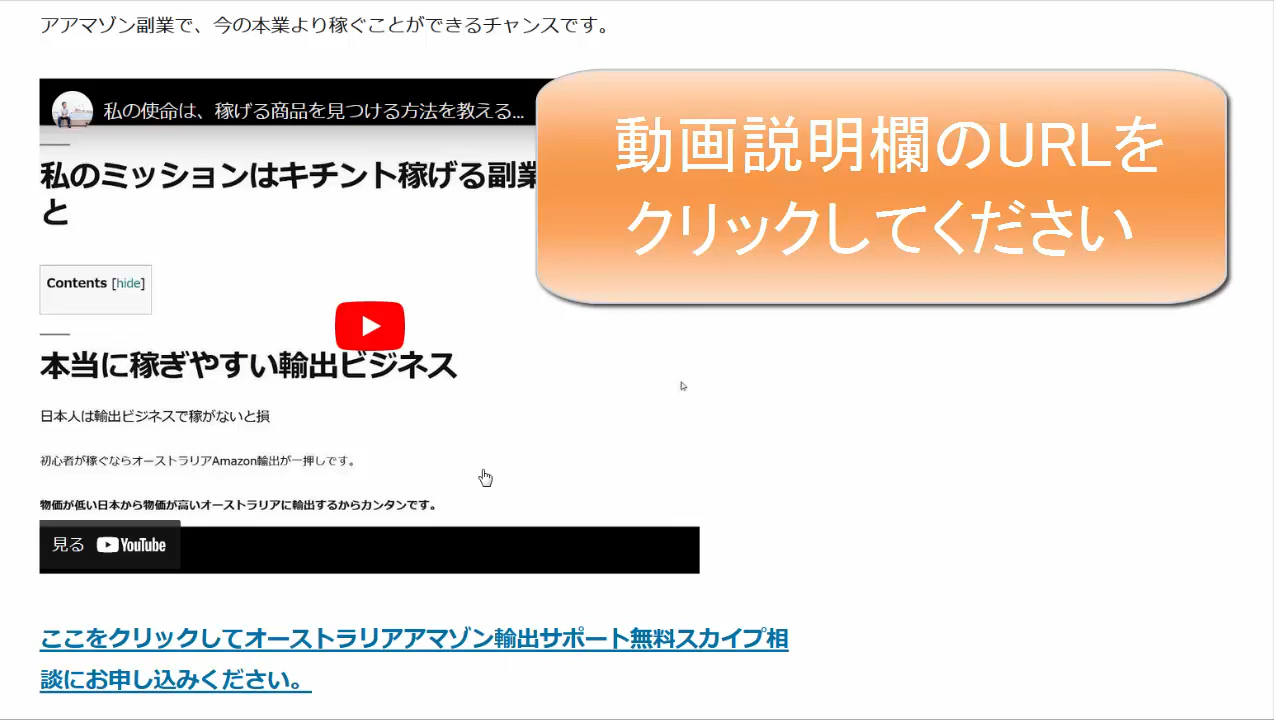 アアマゾン副業で、今の本業より稼ぐことができるチャンスです。
私の使命は、稼げる商品を見つける方法を教える...
動画説明欄のURLを
クリックしてください
私のミッションはキチント稼げる副業
と
Contents [hide]
本当に稼ぎやすい輸出ビジネス
日本人は輸出ビジネスで稼がないと損
初心者が稼ぐならオーストラリアAmazon輸出が一押しです。
物価が低い日本から物価が高いオーストラリアに輸出するからカンタンです。
見る YouTube
ここをクリックしてオーストラリアアマゾン輸出サポート無料スカイプ相
談にお申し込みください。